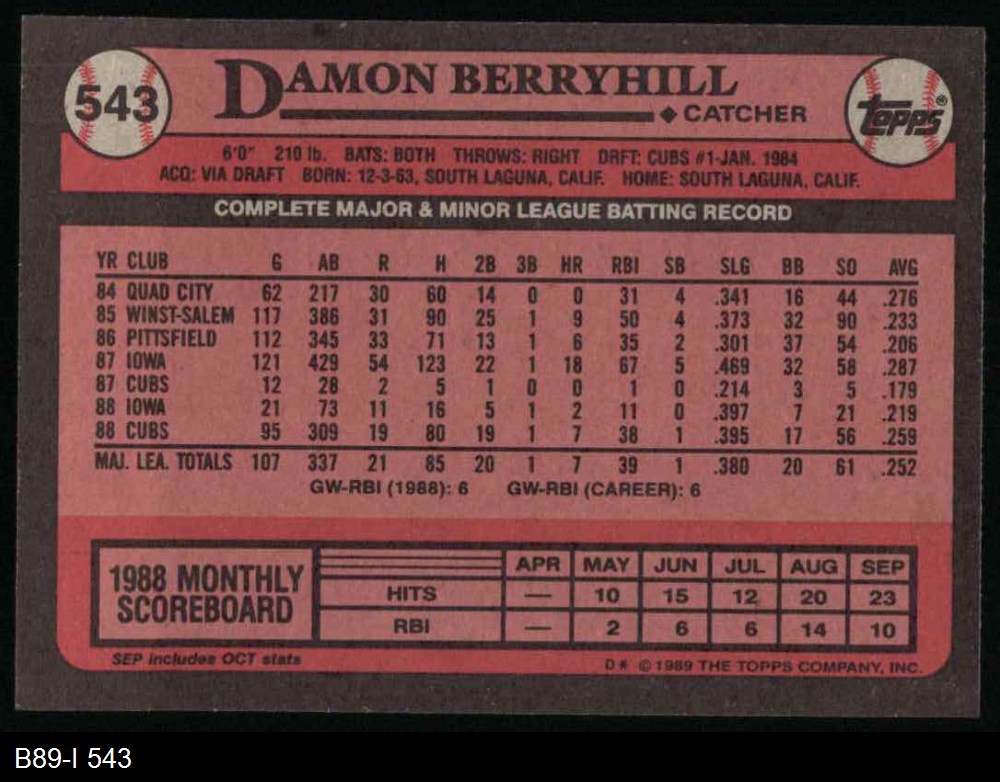 543
DAMON BERRYHILL
◆ CATCHER
topps®
6'0" 210 lb. BATS: BOTH THROWS: RIGHT DRFT: CUBS #1-JAN. 1984
ACQ: VIA DRAFT BORN: 12-3-63, SOUTH LAGUNA, CALIF. HOME: SOUTH LAGUNA, CALIF.
COMPLETE MAJOR & MINOR LEAGUE BATTING RECORD
YR CLUB G AB R H 2B 3B HR RBI SB SLG BB SO AVG
84 QUAD CITY 62 217 30 60 14 0 0 31 4 .341 16 44 .276
85 WINST-SALEM 117 386 31 90 25 1 9 50 4 .373 32 90 .233
86 PITTSFIELD 112 345 33 71 13 1 6 35 2 .301 37 54 .206
87 IOWA 121 429 54 123 22 1 18 67 5 .469 32 58 .287
87 CUBS 12 28 2 5 1 0 0 1 0 .214 3 5 .179
88 IOWA 21 73 11 16 5 1 2 11 0 .397 7 21 .219
88 CUBS 95 309 19 80 19 1 7 38 1 .395 17 56 .259
MAJ. LEA. TOTALS 107 337 21 85 20 1 7 39 1 .380 20 61 .252
GW-RBI (1988): 6 GW-RBI (CAREER): 6
1988 MONTHLY
SCOREBOARD
APR MAY JUN JUL AUG SEP
HITS — 10 15 12 20 23
RBI — 2 6 6 14 10
SEP includes OCT stats
D* © 1989 THE TOPPS COMPANY, INC.
B89-I 543